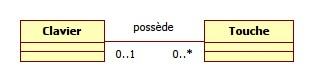 possède
Clavier
Touche
0..1
0..*